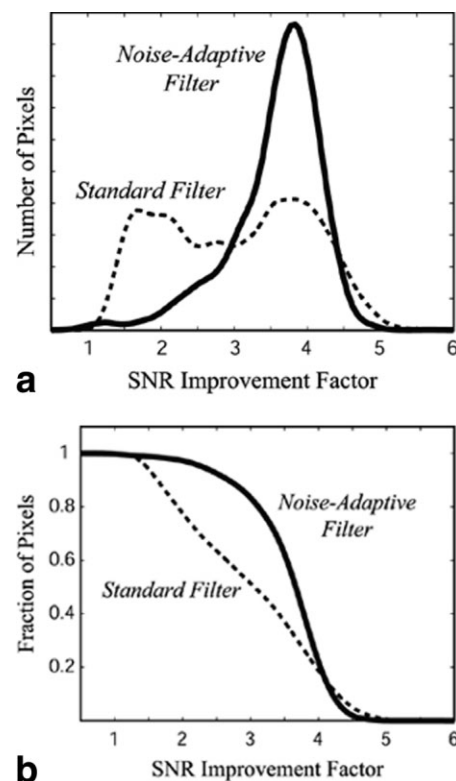 Noise-Adaptive
Filter
Standard Filter
Number of Pixels
1 2 3 4 5 6
SNR Improvement Factor
a
1
0.8
0.6
0.4
0.2
Noise-Adaptive
Filter
Standard Filter
Fraction of Pixels
1 2 3 4 5 6
SNR Improvement Factor
b